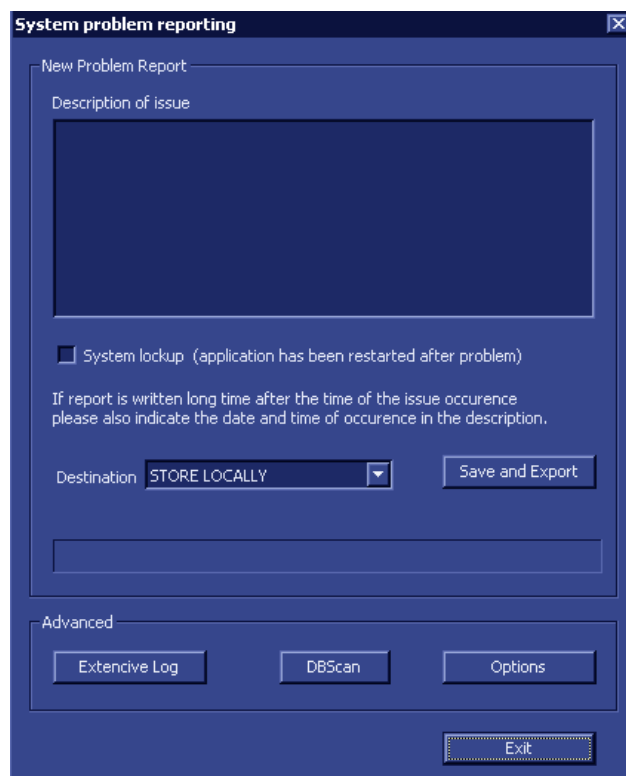 System problem reporting
New Problem Report
Description of issue
System lockup (application has been restarted after problem)
If report is written long time after the time of the issue occurence
please also indicate the date and time of occurence in the description.
Destination STORE LOCALLY Save and Export
Advanced
Extencive Log DBScan Options
Exit